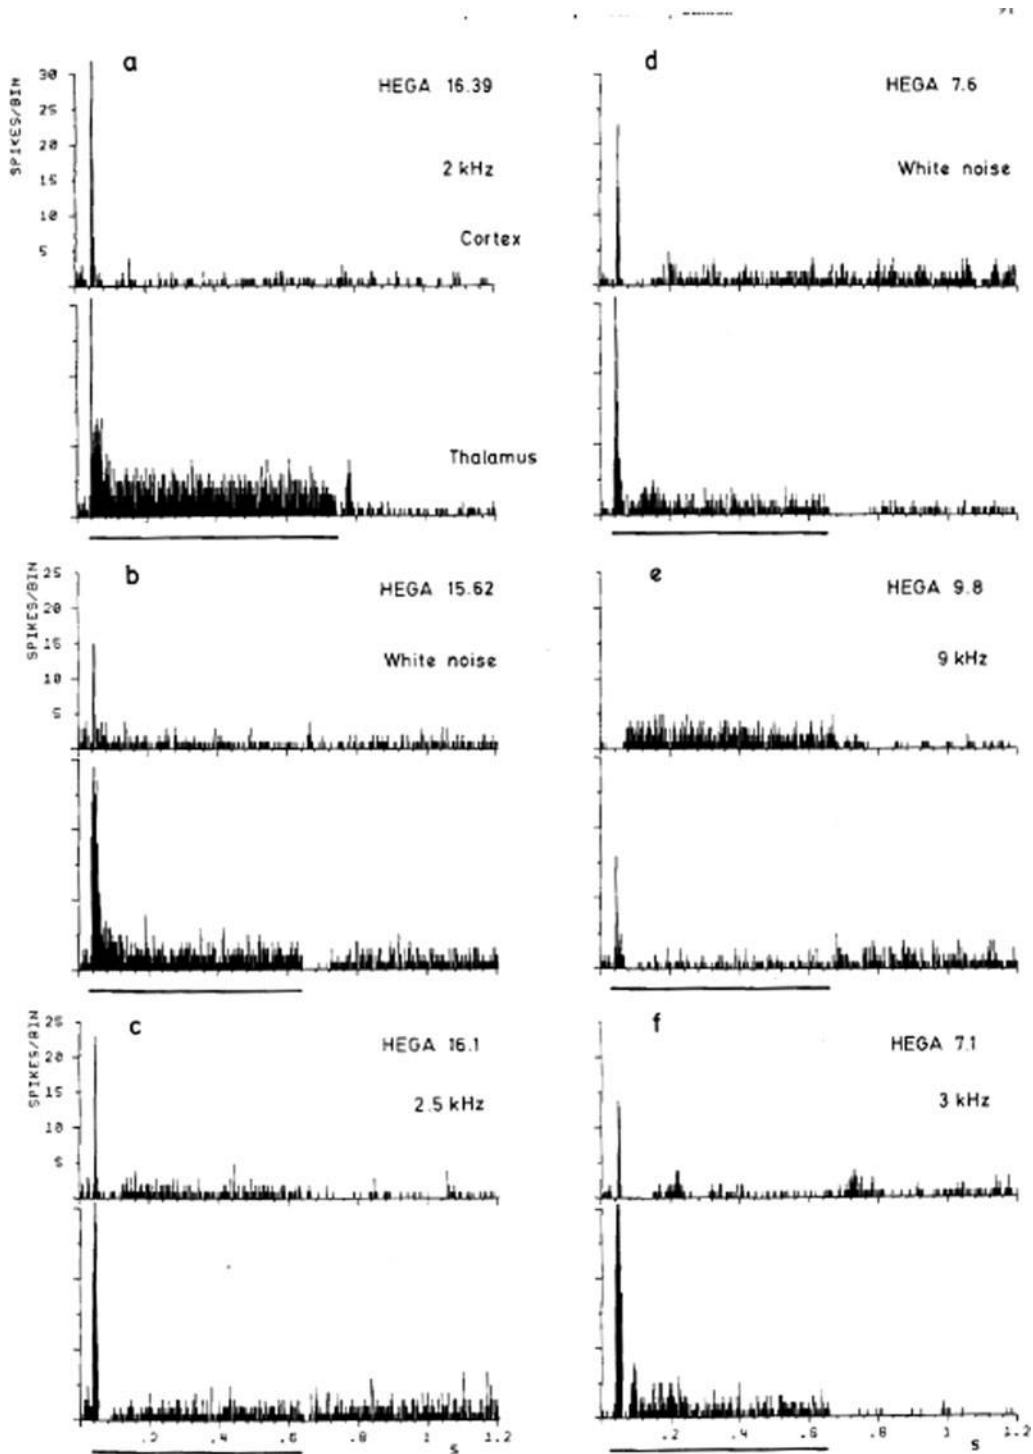 a
SPIKES/BIN
30
25
20
15
10
5
HEGA 16.39
2 kHz
Cortex
Thalamus
b
SPIKES/BIN
25
20
15
10
5
HEGA 15.62
White noise
c
SPIKES/BIN
25
20
15
10
5
HEGA 16.1
2.5 kHz
.2 .4 .6 .8 1 1.2
S
d
HEGA 7.6
White noise
e
HEGA 9.8
9 kHz
f
HEGA 7.1
3 kHz
.2 .4 .6 .8 1 1.2
S